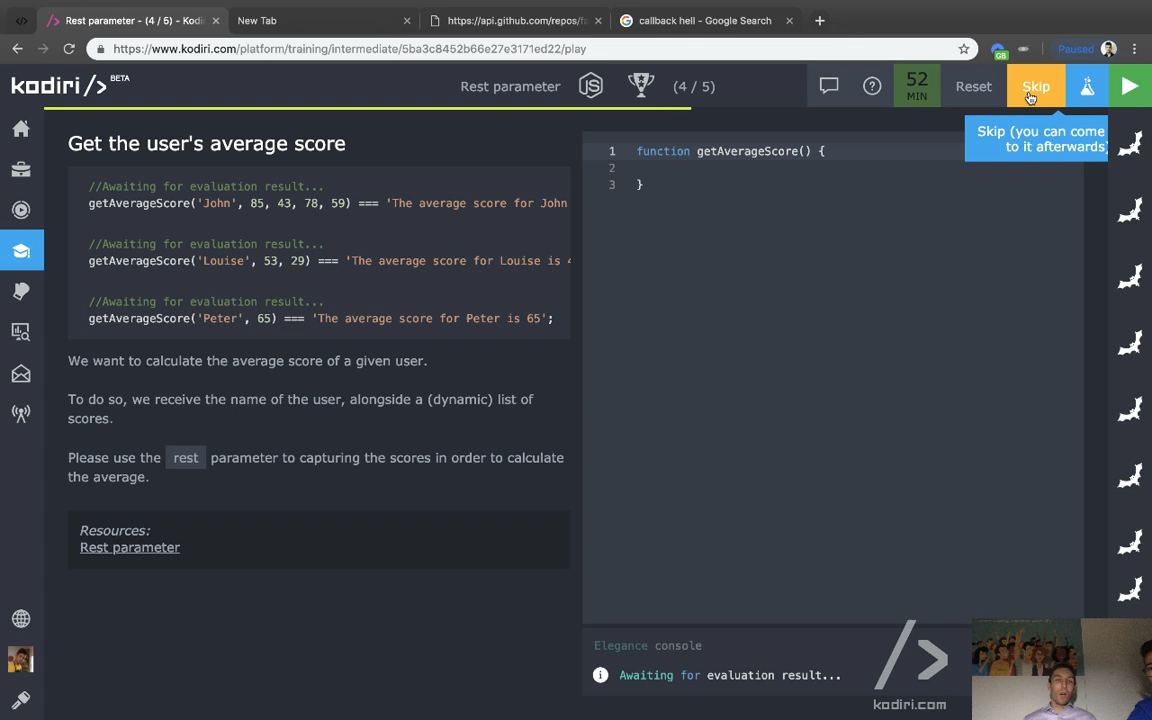 Rest parameter - (4 / 5) - Kodi
New Tab
https://api.github.com/repos/fa
callback hell - Google Search
https://www.kodiri.com/platform/training/intermediate/5ba3c8452b66e27e3171ed22/play
GB
Paused
kodiri/>
BETA
Rest parameter
JS
(4 / 5)
?
52
MIN
Reset
Skip
Skip (you can come
to it afterwards)
Get the user's average score
//Awaiting for evaluation result...
getAverageScore('John', 85, 43, 78, 59) === 'The average score for John
//Awaiting for evaluation result...
getAverageScore('Louise', 53, 29) === 'The average score for Louise is 4
//Awaiting for evaluation result...
getAverageScore('Peter', 65) === 'The average score for Peter is 65';
We want to calculate the average score of a given user.
To do so, we receive the name of the user, alongside a (dynamic) list of
scores.
Please use the rest parameter to capturing the scores in order to calculate
the average.
Resources:
Rest parameter
1 function getAverageScore() {
2
3 }
Elegance console
Awaiting for evaluation result...
/>
kodiri.com